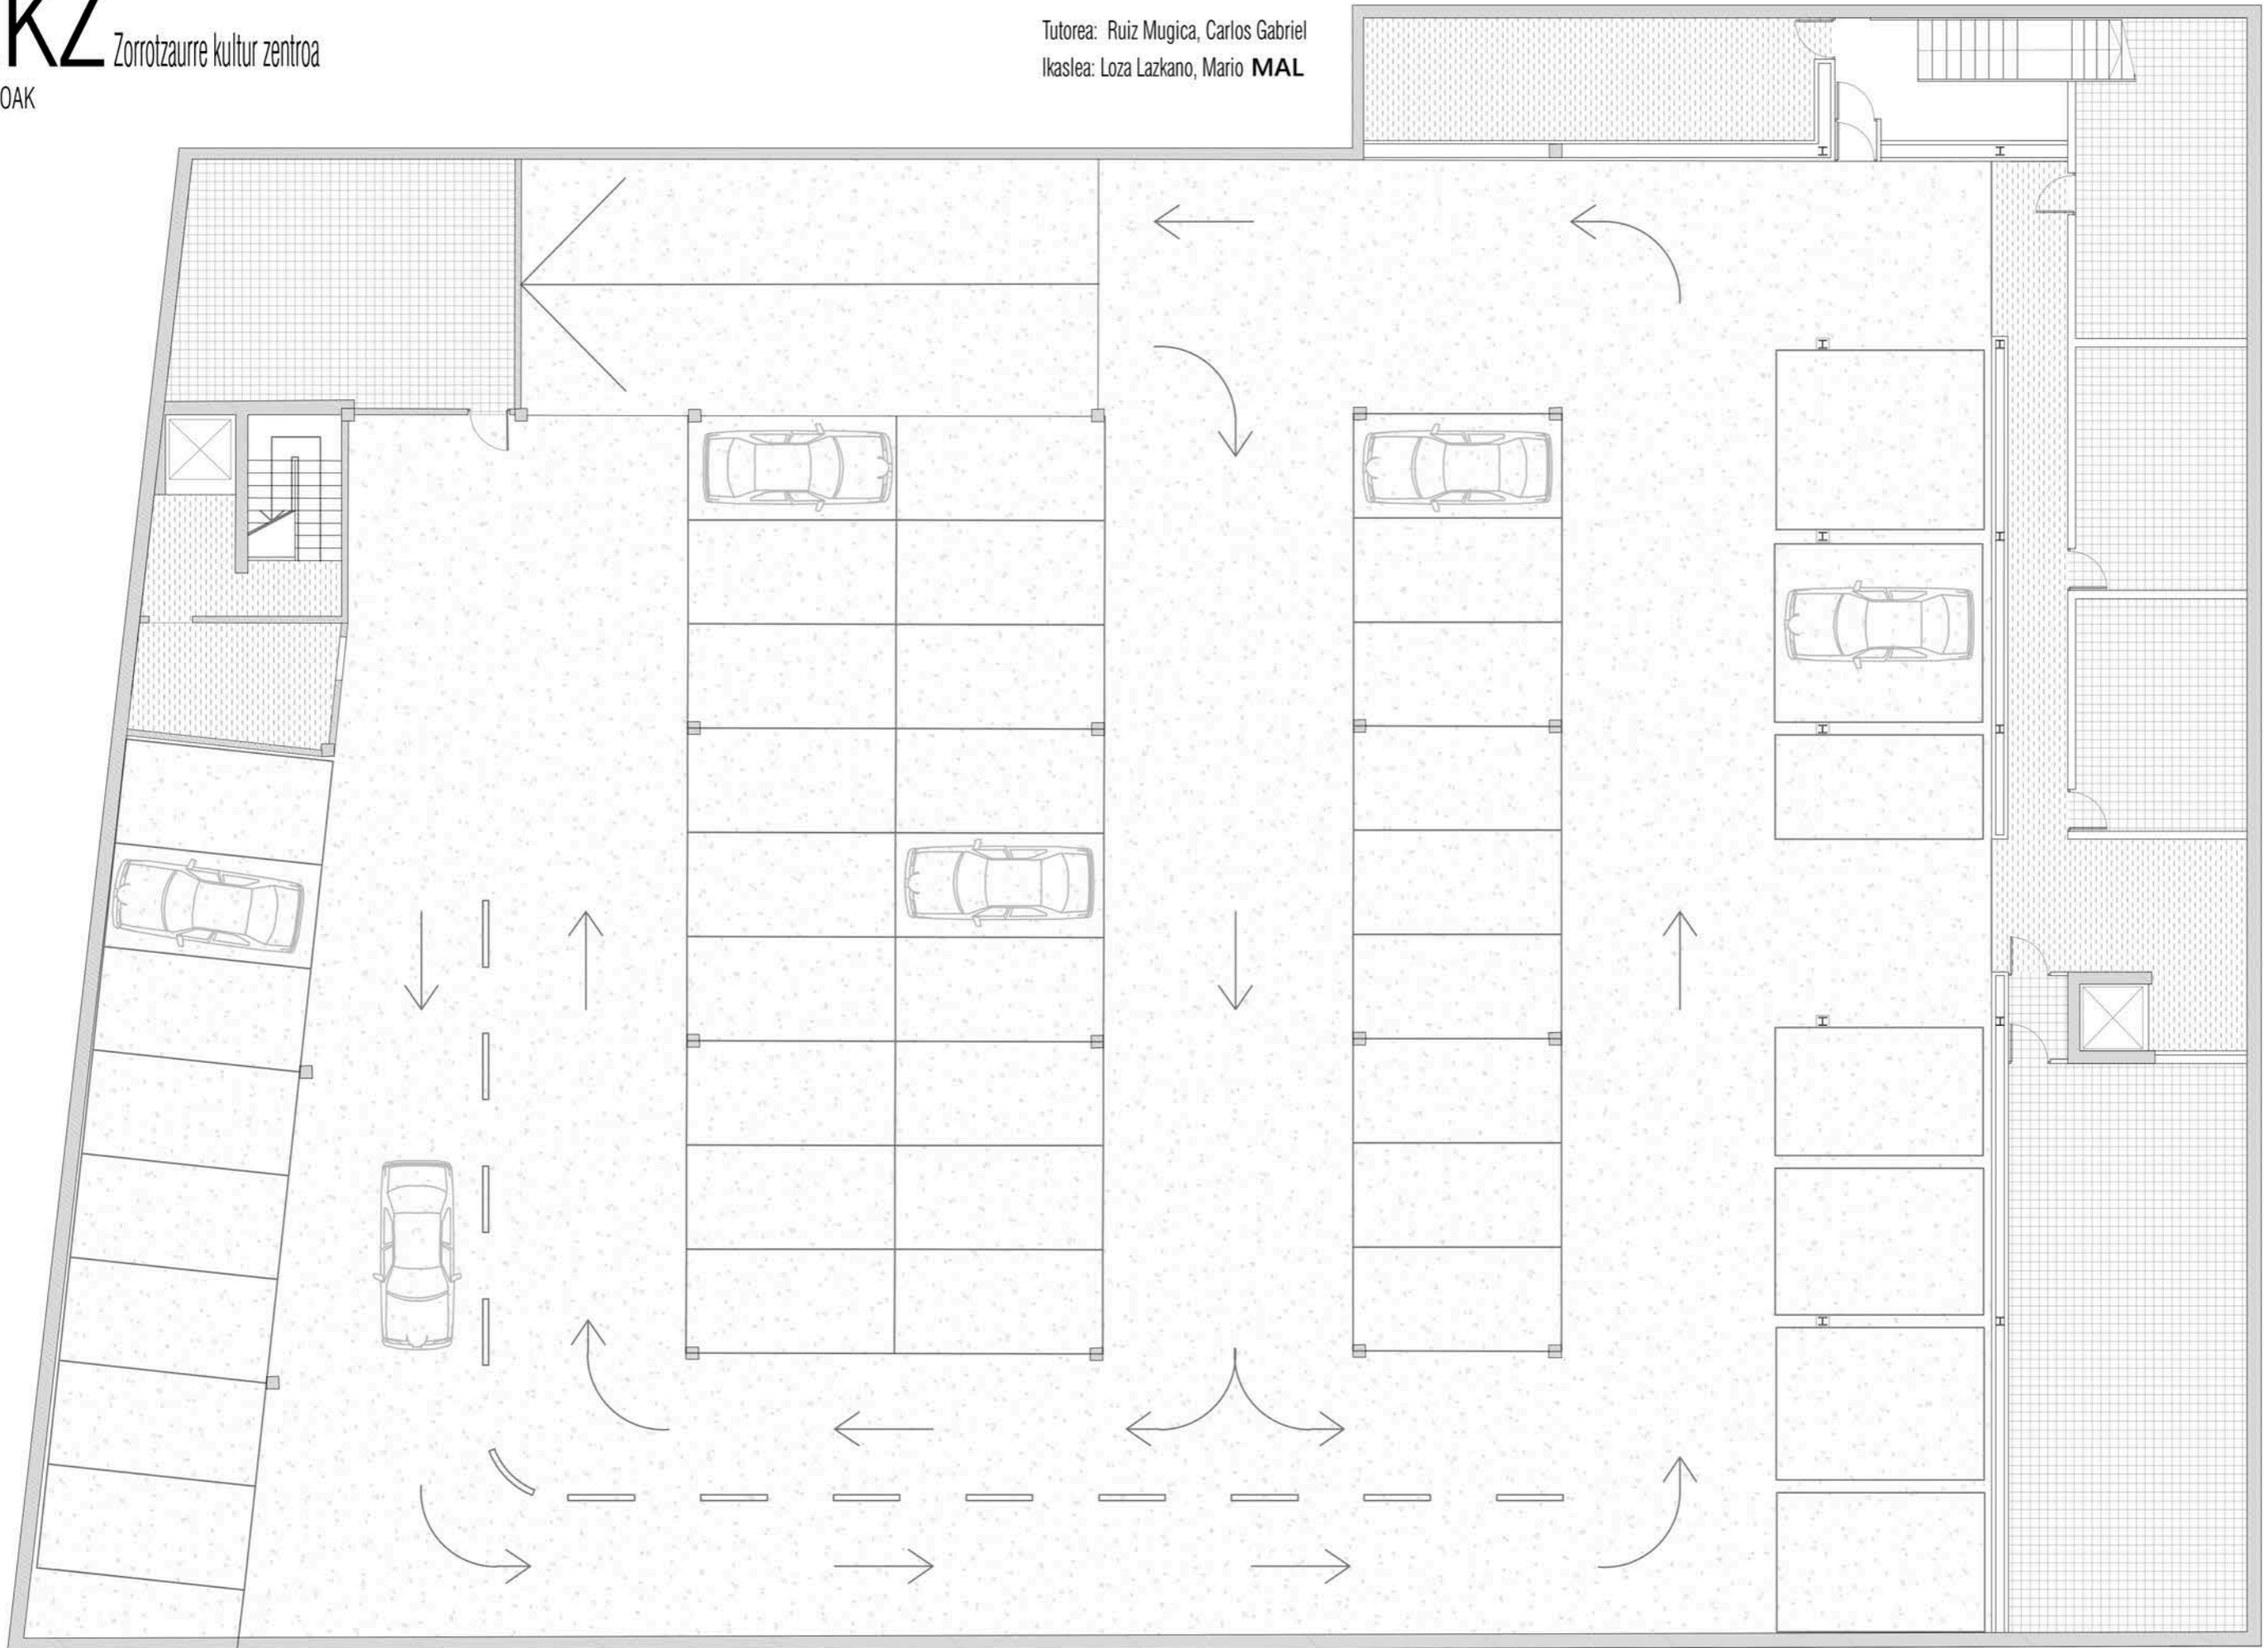 KZ Zorrotzaurre kultur zentroa
OAK
Tutorea: Ruiz Mugica, Carlos Gabriel
Ikaslea: Loza Lazkano, Mario MAL